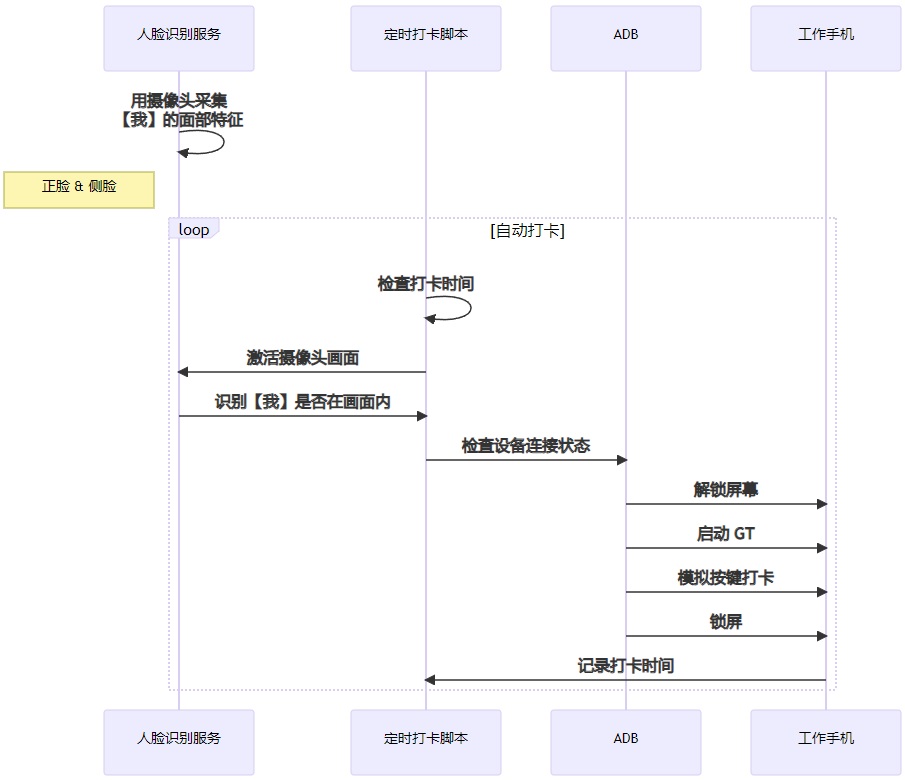 人脸识别服务
定时打卡脚本
ADB
工作手机
用摄像头采集
【我】的面部特征
正脸 & 侧脸
loop
[自动打卡]
检查打卡时间
激活摄像头画面
识别【我】是否在画面内
检查设备连接状态
解锁屏幕
启动 GT
模拟按键打卡
锁屏
记录打卡时间
人脸识别服务
定时打卡脚本
ADB
工作手机